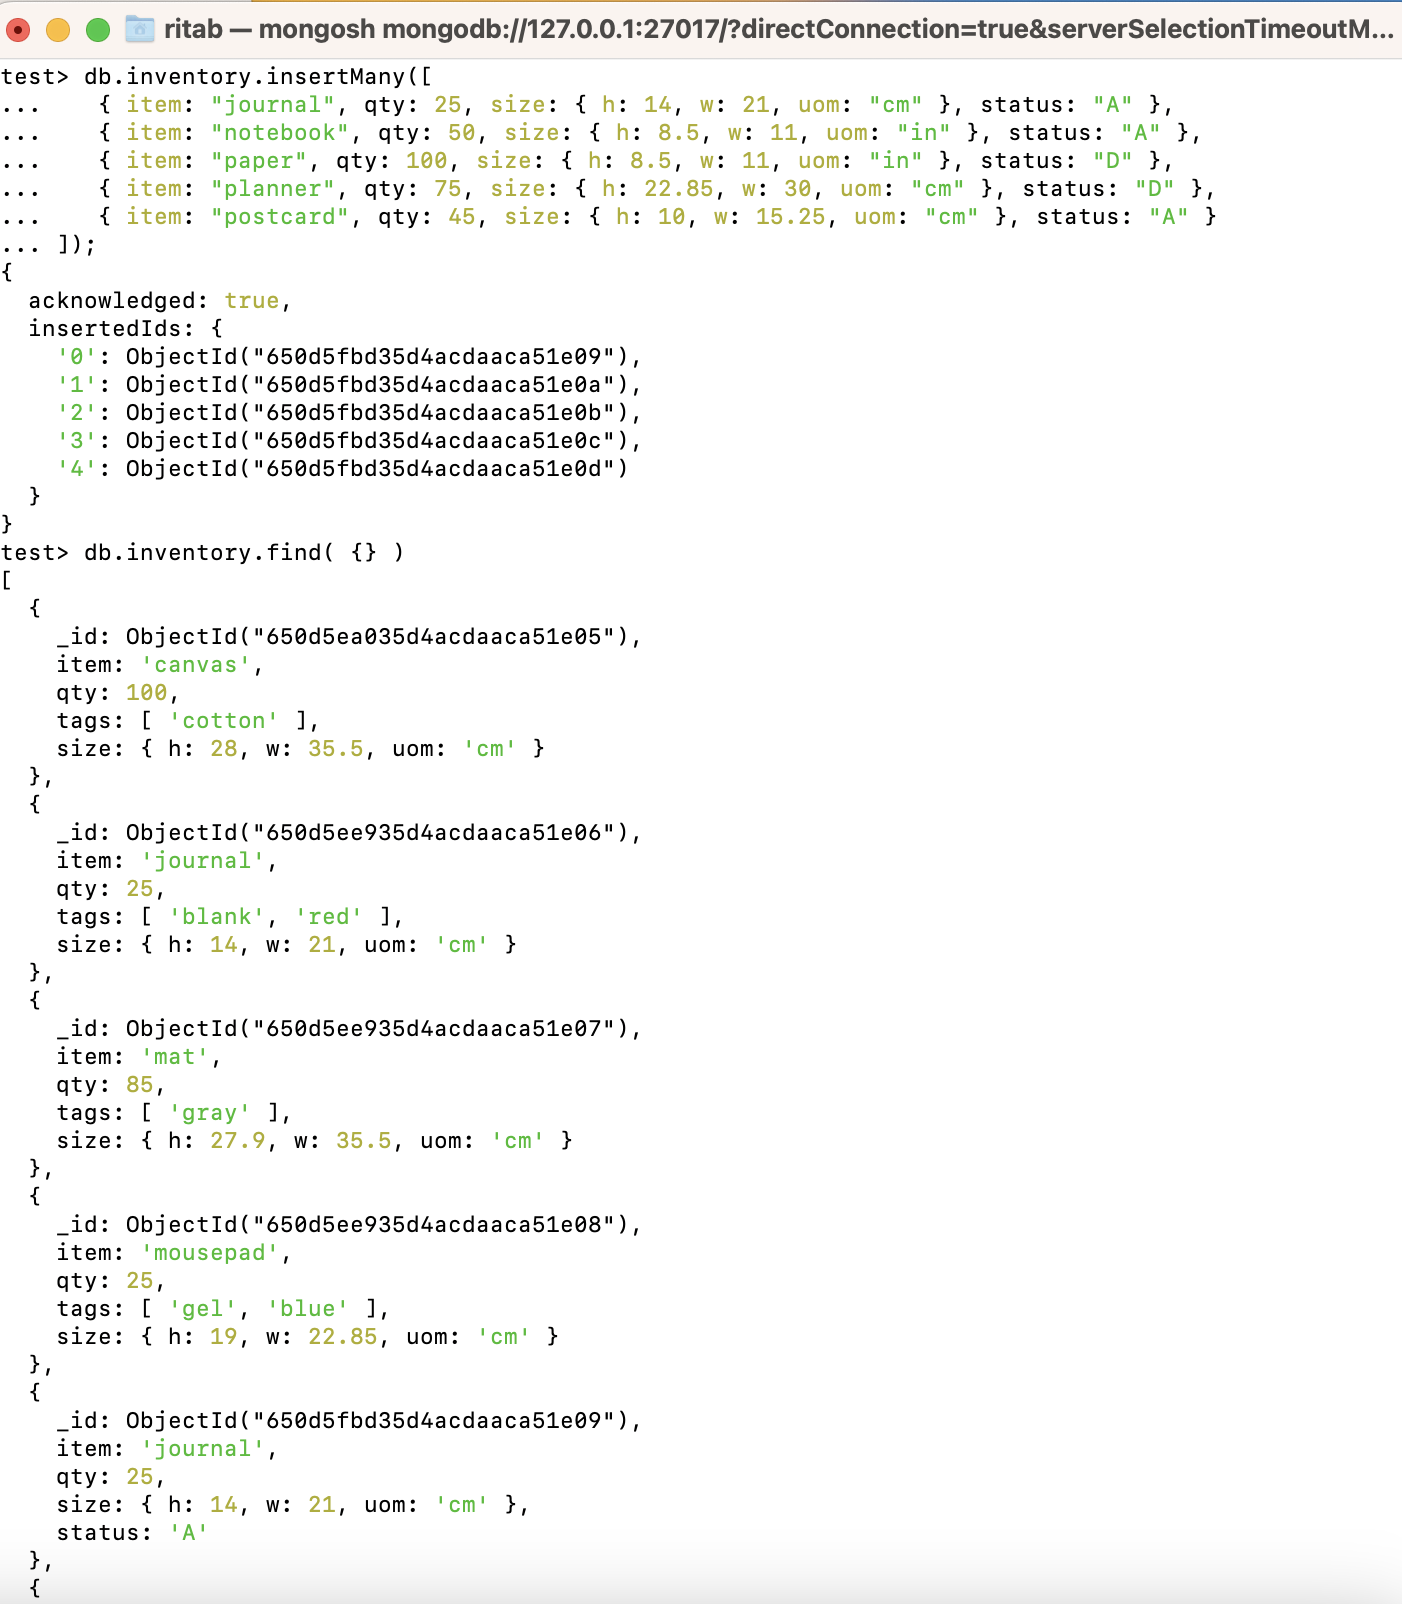 ritab — mongosh mongodb://127.0.0.1:27017/?directConnection=true&serverSelectionTimeoutM...
test> db.inventory.insertMany([
...    { item: "journal", qty: 25, size: { h: 14, w: 21, uom: "cm" }, status: "A" },
...    { item: "notebook", qty: 50, size: { h: 8.5, w: 11, uom: "in" }, status: "A" },
...    { item: "paper", qty: 100, size: { h: 8.5, w: 11, uom: "in" }, status: "D" },
...    { item: "planner", qty: 75, size: { h: 22.85, w: 30, uom: "cm" }, status: "D" },
...    { item: "postcard", qty: 45, size: { h: 10, w: 15.25, uom: "cm" }, status: "A" }
... ]);
{
  acknowledged: true,
  insertedIds: {
    '0': ObjectId("650d5fbd35d4acdaaca51e09"),
    '1': ObjectId("650d5fbd35d4acdaaca51e0a"),
    '2': ObjectId("650d5fbd35d4acdaaca51e0b"),
    '3': ObjectId("650d5fbd35d4acdaaca51e0c"),
    '4': ObjectId("650d5fbd35d4acdaaca51e0d")
  }
}
test> db.inventory.find( {} )
[
  {
    _id: ObjectId("650d5ea035d4acdaaca51e05"),
    item: 'canvas',
    qty: 100,
    tags: [ 'cotton' ],
    size: { h: 28, w: 35.5, uom: 'cm' }
  },
  {
    _id: ObjectId("650d5ee935d4acdaaca51e06"),
    item: 'journal',
    qty: 25,
    tags: [ 'blank', 'red' ],
    size: { h: 14, w: 21, uom: 'cm' }
  },
  {
    _id: ObjectId("650d5ee935d4acdaaca51e07"),
    item: 'mat',
    qty: 85,
    tags: [ 'gray' ],
    size: { h: 27.9, w: 35.5, uom: 'cm' }
  },
  {
    _id: ObjectId("650d5ee935d4acdaaca51e08"),
    item: 'mousepad',
    qty: 25,
    tags: [ 'gel', 'blue' ],
    size: { h: 19, w: 22.85, uom: 'cm' }
  },
  {
    _id: ObjectId("650d5fbd35d4acdaaca51e09"),
    item: 'journal',
    qty: 25,
    size: { h: 14, w: 21, uom: 'cm' },
    status: 'A'
  },
  {